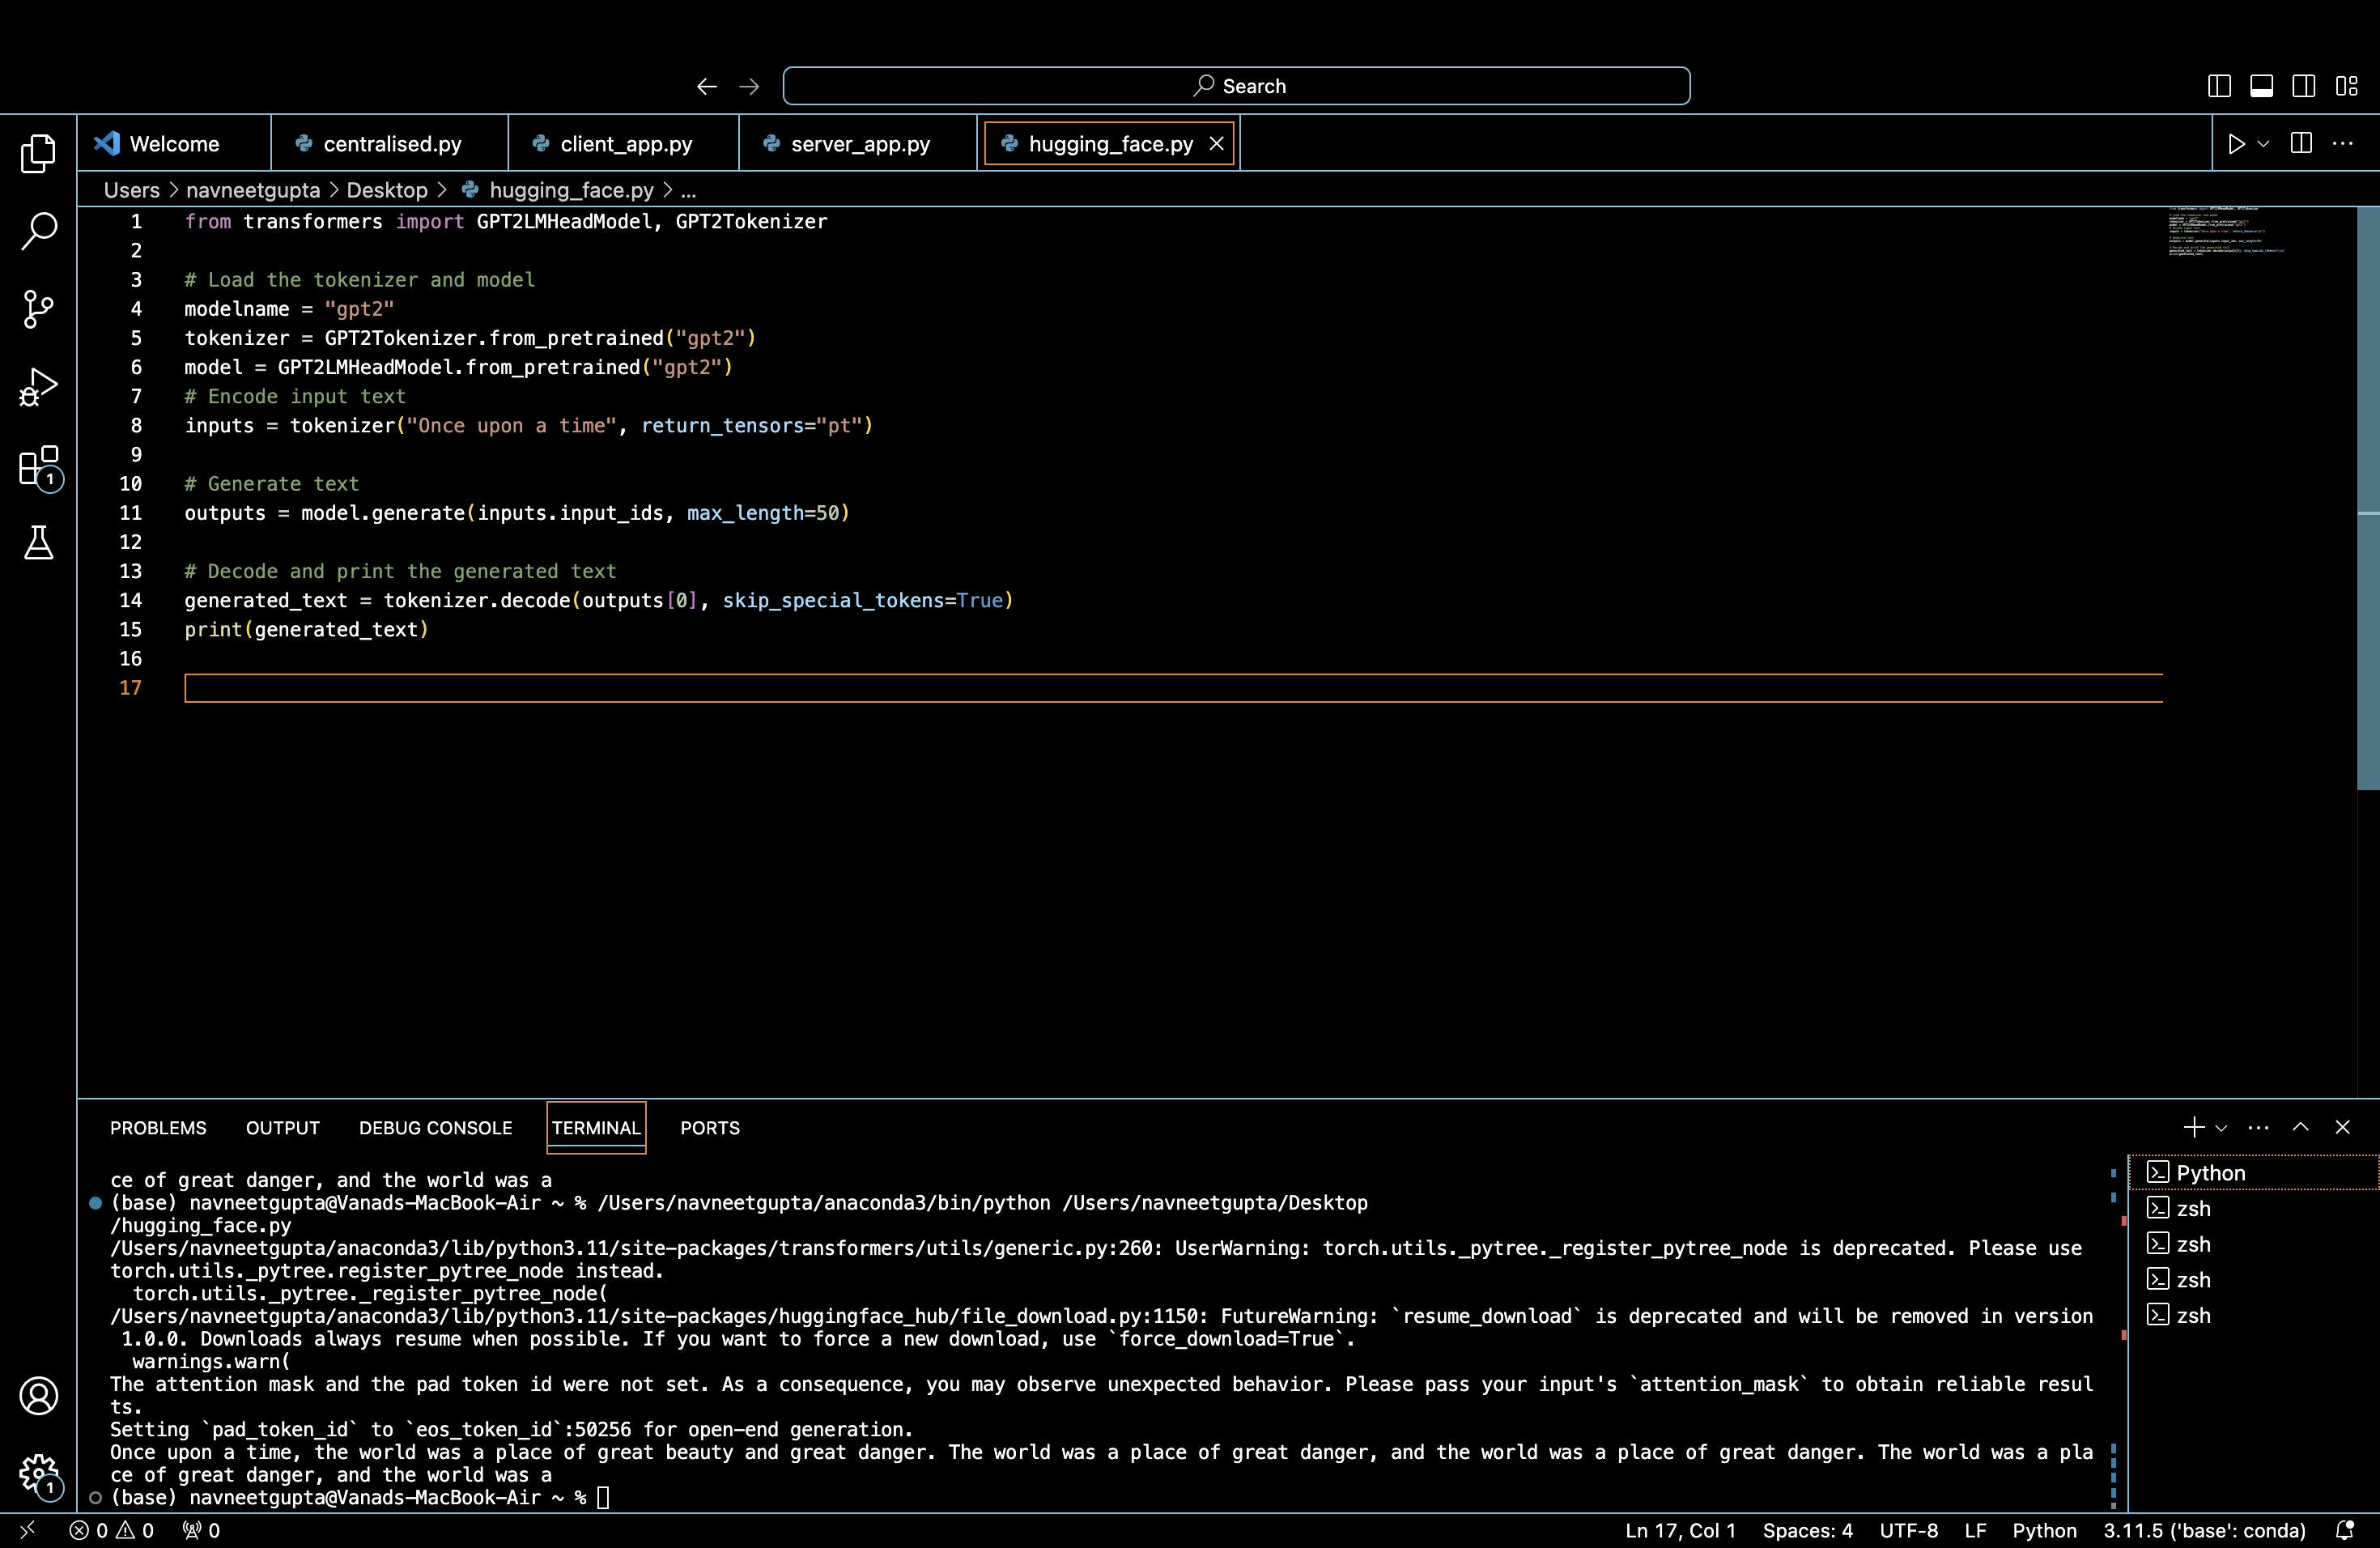 Search
Welcome
centralised.py
client_app.py
server_app.py
hugging_face.py
Users > navneetgupta > Desktop > hugging_face.py > ...
1 from transformers import GPT2LMHeadModel, GPT2Tokenizer
2
3 # Load the tokenizer and model
4 modelname = "gpt2"
5 tokenizer = GPT2Tokenizer.from_pretrained("gpt2")
6 model = GPT2LMHeadModel.from_pretrained("gpt2")
7 # Encode input text
8 inputs = tokenizer("Once upon a time", return_tensors="pt")
9
10 # Generate text
11 outputs = model.generate(inputs.input_ids, max_length=50)
12
13 # Decode and print the generated text
14 generated_text = tokenizer.decode(outputs[0], skip_special_tokens=True)
15 print(generated_text)
16
17
1
PROBLEMS OUTPUT DEBUG CONSOLE TERMINAL PORTS
ce of great danger, and the world was a
(base) navneetgupta@Vanads-MacBook-Air ~ % /Users/navneetgupta/anaconda3/bin/python /Users/navneetgupta/Desktop
/hugging_face.py
/Users/navneetgupta/anaconda3/lib/python3.11/site-packages/transformers/utils/generic.py:260: UserWarning: torch.utils._pytree._register_pytree_node is deprecated. Please use
torch.utils._pytree.register_pytree_node instead.
torch.utils._pytree._register_pytree_node(
/Users/navneetgupta/anaconda3/lib/python3.11/site-packages/huggingface_hub/file_download.py:1150: FutureWarning: `resume_download` is deprecated and will be removed in version
1.0.0. Downloads always resume when possible. If you want to force a new download, use `force_download=True`.
warnings.warn(
The attention mask and the pad token id were not set. As a consequence, you may observe unexpected behavior. Please pass your input's `attention_mask` to obtain reliable resul
ts.
Setting `pad_token_id` to `eos_token_id`:50256 for open-end generation.
Once upon a time, the world was a place of great beauty and great danger. The world was a place of great danger, and the world was a place of great danger. The world was a pla
ce of great danger, and the world was a
(base) navneetgupta@Vanads-MacBook-Air ~ %
Python
zsh
zsh
zsh
zsh
1
0 0 0
Ln 17, Col 1 Spaces: 4 UTF-8 LF Python 3.11.5 ('base': conda)